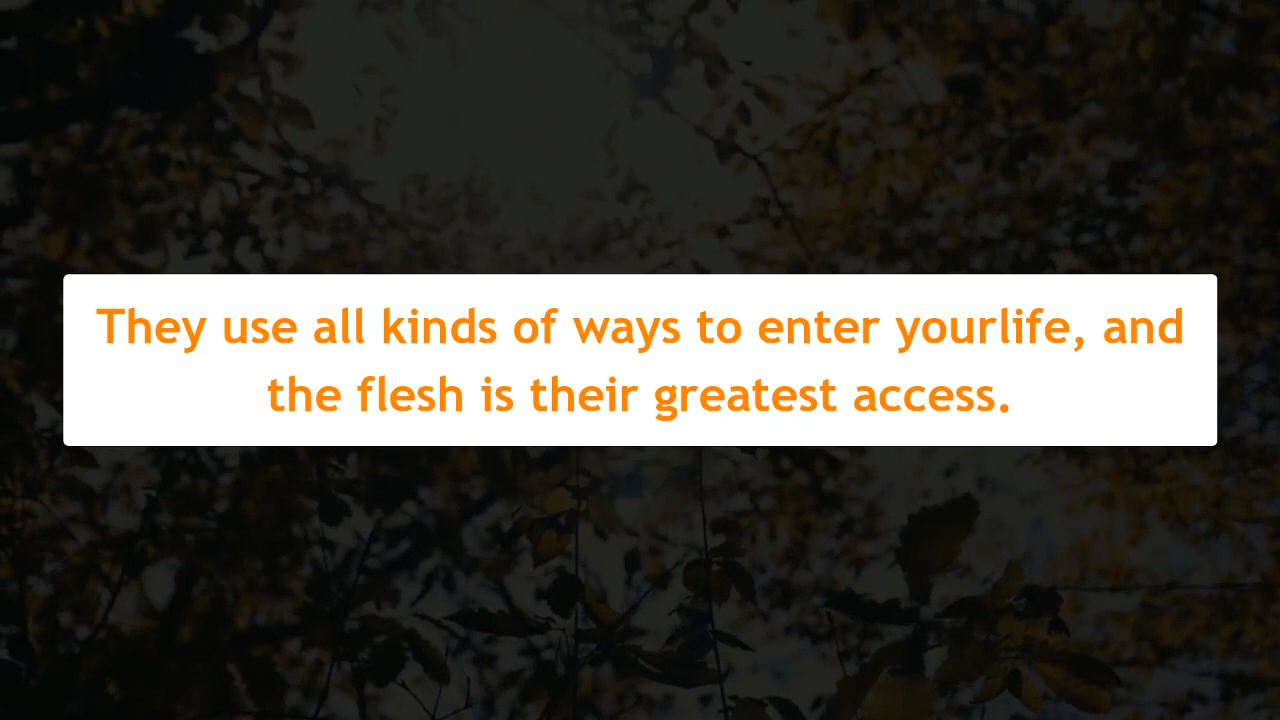 They use all kinds of ways to enter yourlife, and
the flesh is their greatest access.